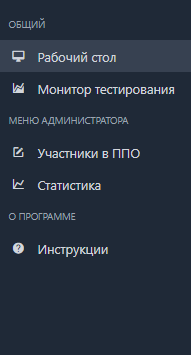 ОБЩИЙ
Рабочий стол
Монитор тестирования
МЕНЮ АДМИНИСТРАТОРА
Участники в ППО
Статистика
О ПРОГРАММЕ
Инструкции